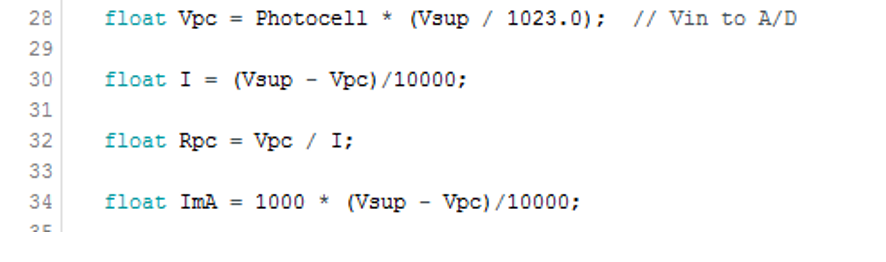 28 float Vpc = Photocell * (Vsup / 1023.0); // Vin to A/D
29
30 float I = (Vsup - Vpc)/10000;
31
32 float Rpc = Vpc / I;
33
34 float ImA = 1000 * (Vsup - Vpc)/10000;
35